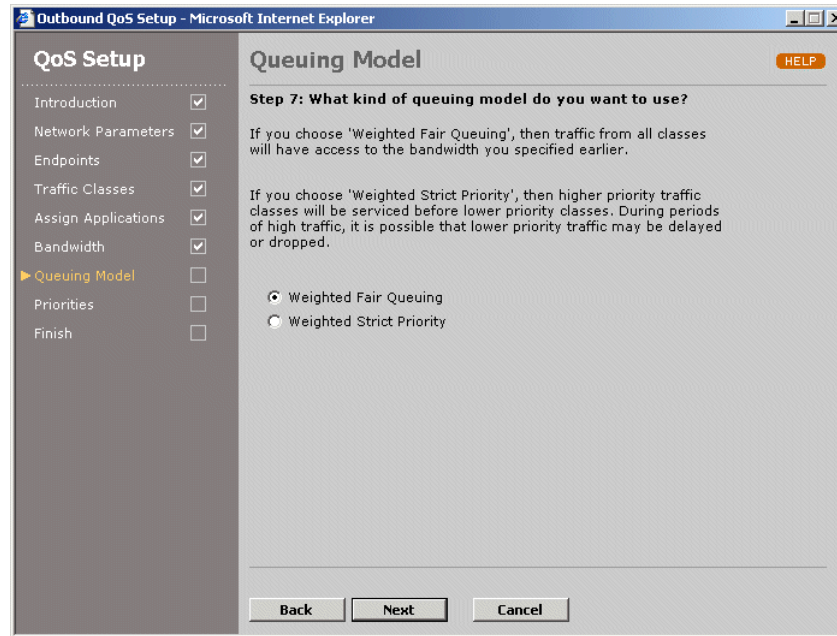 Outbound QoS Setup - Microsoft Internet Explorer
QoS Setup
Introduction
Network Parameters
Endpoints
Traffic Classes
Assign Applications
Bandwidth
Queuing Model
Priorities
Finish
Queuing Model
HELP
Step 7: What kind of queuing model do you want to use?
If you choose 'Weighted Fair Queuing', then traffic from all classes
will have access to the bandwidth you specified earlier.
If you choose 'Weighted Strict Priority', then higher priority traffic
classes will be serviced before lower priority classes. During periods
of high traffic, it is possible that lower priority traffic may be delayed
or dropped.
Weighted Fair Queuing
Weighted Strict Priority
Back
Next
Cancel